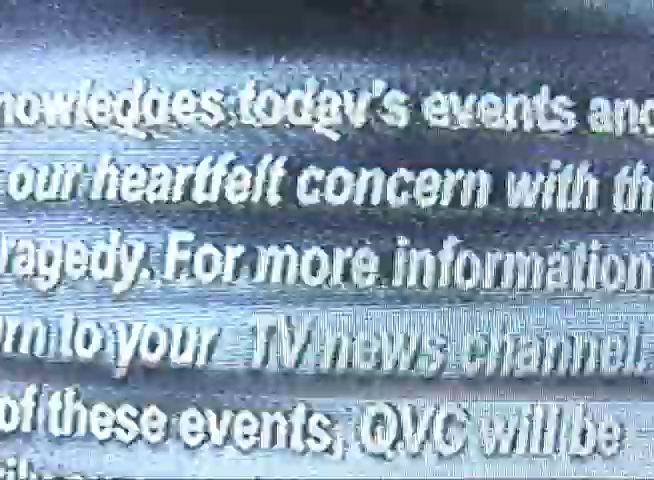 nowledges today's events and
our heartfelt concern with th
ragedy. For more information
rn to your TV news channel.
of these events, QVC will be